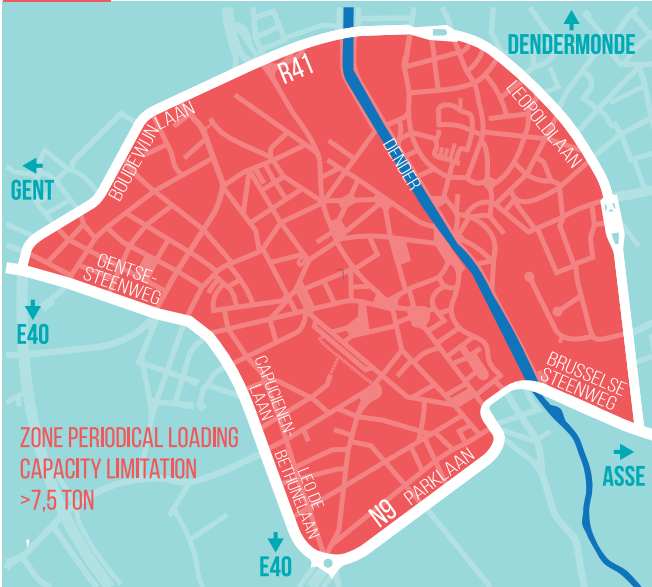 DENDERMONDE
R41
LEOPOLDLAAN
BOUDEWIJNLAAN
DENDER
GENT
GENTSE-
STEENWEG
E40
BRUSSELSE
STEENWEG
CAPUCIENEN-
LAAN
ZONE PERIODICAL LOADING
CAPACITY LIMITATION
>7,5 TON
LEO DE
BETHUNELAAN
PARKLAAN
N9
ASSE
E40